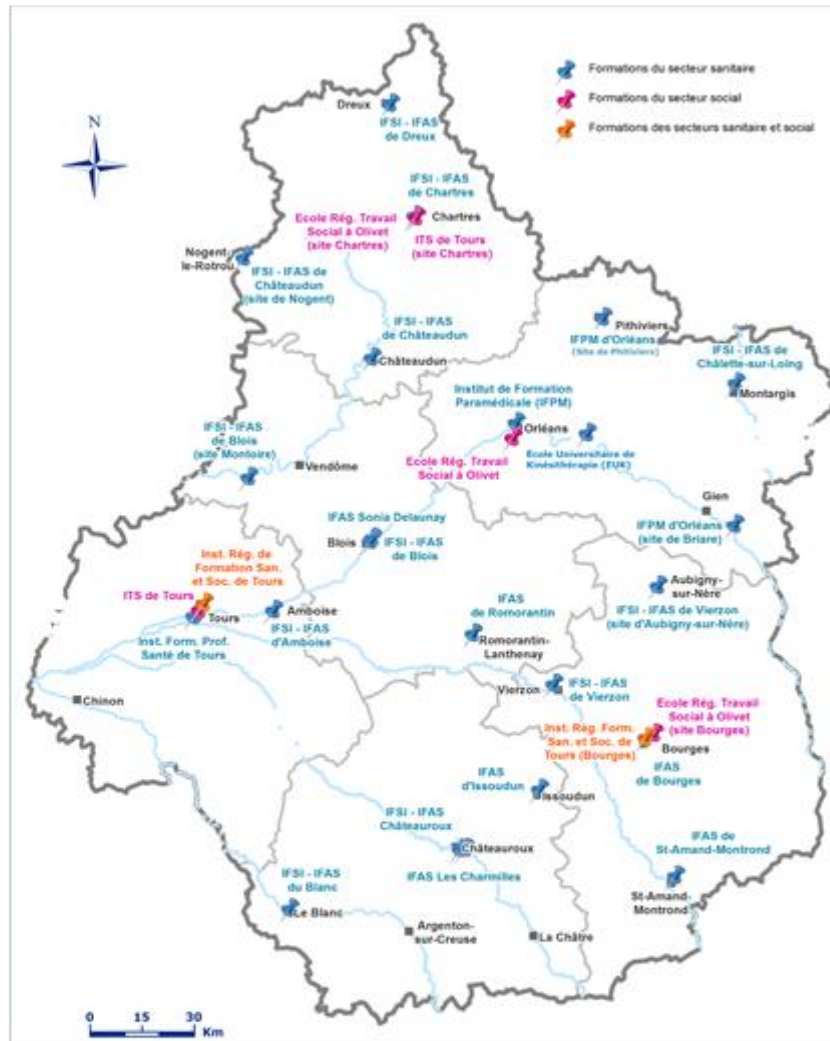 Formations du secteur sanitaire
Formations du secteur social
Formations des secteurs sanitaire et social
N
Dreux
IFSI - IFAS
de Dreux
IFSI - IFAS
de Chartres
Ecole Rég. Travail
Social à Olivet
(site Chartres)
Chartres
ITS de Tours
(site Chartres)
Nogent-
le-Rotrou
IFSI - IFAS de
Châteaudun
(site de Nogent)
IFSI - IFAS
de Châteaudun
Châteaudun
Pithiviers
IFPM d'Orléans
(Site de Phitiviers)
IFSI - IFAS de
Châlette-sur-Loing
Montargis
Institut de Formation
Paramédicale (IFPM)
Orléans
Ecole Rég. Travail
Social à Olivet
Ecole Universitaire de
Kinésithérapie (EUK)
IFSI - IFAS
de Blois
(site Montoire)
Vendôme
Gien
IFPM d'Orléans
(site de Briare)
IFAS Sonia Delaunay
Blois
IFSI - IFAS
de Blois
Inst. Rég. de
Formation San.
et Soc. de Tours
ITS de Tours
Tours
Inst. Form. Prof.
Santé de Tours
Amboise
IFSI - IFAS
d'Amboise
IFAS
de Romorantin
Romorantin-
Lanthenay
Aubigny-
sur-Nère
IFSI - IFAS de Vierzon
(site d'Aubigny-sur-Nère)
Chinon
Vierzon
IFSI - IFAS
de Vierzon
Ecole Rég. Travail
Social à Olivet
(site Bourges)
Inst. Rég. Form.
San. et Soc. de
Tours (Bourges)
Bourges
IFAS
de Bourges
IFAS
d'Issoudun
Issoudun
IFSI - IFAS
Châteauroux
Châteauroux
IFAS Les Charmilles
IFAS de
St-Amand-Montrond
St-Amand-
Montrond
IFSI - IFAS
du Blanc
Le Blanc
Argenton-
sur-Creuse
La Châtre
0 15 30
Km